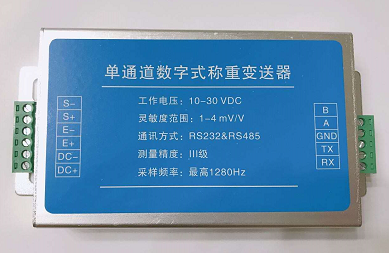 单通道数字式称重变送器
S-
S+
E-
E+
DC-
DC+
工作电压：10-30 VDC
灵敏度范围：1~4 mV/V
通讯方式：RS232&RS485
测量精度：III级
采样频率：最高1280Hz
B
A
GND
TX
RX